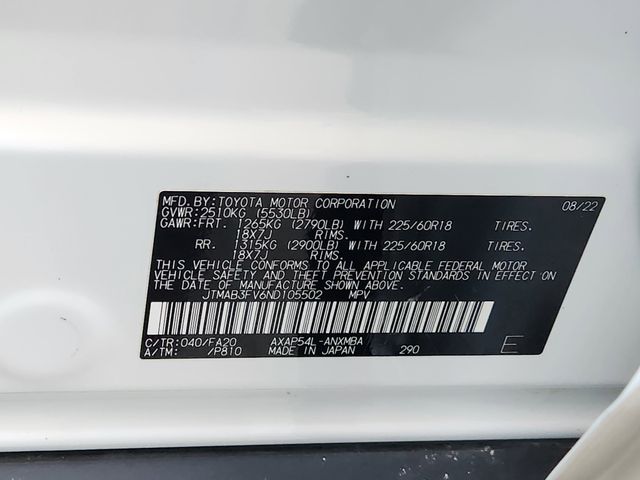 MFD.BY:TOYOTA MOTOR CORPORATION 08/22
GVWR:2510KG (5530LB)
GAWR:FRT. 1265KG (2790LB) WITH 225/60R18 TIRES.
18X7J RIMS.
RR. 1315KG (2900LB) WITH 225/60R18 TIRES.
18X7J RIMS.
THIS VEHICLE CONFORMS TO ALL APPLICABLE FEDERAL MOTOR
VEHICLE SAFETY AND THEFT PREVENTION STANDARDS IN EFFECT ON
THE DATE OF MANUFACTURE SHOWN ABOVE.
JTMAB3FV6ND105502 MPV
C/TR:040/FA20 AXAP54L-ANXMBA
A/TM: /P810 MADE IN JAPAN 290 E